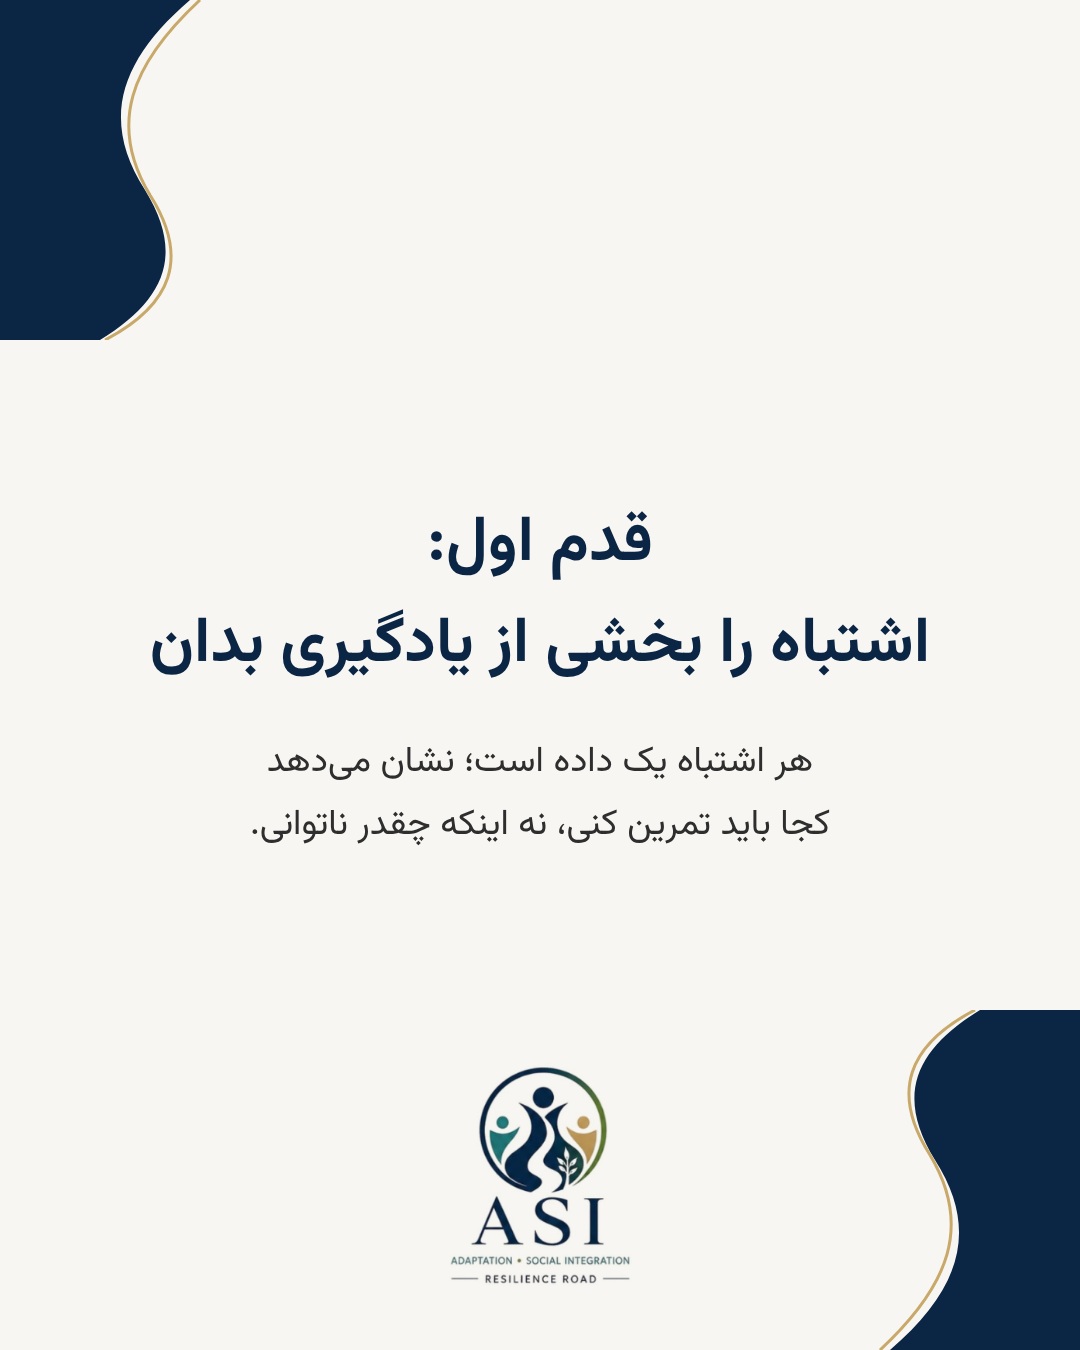 قدم اول:
اشتباه را بخشی از یادگیری بدان
هر اشتباه یک داده است؛ نشان می‌دهد
کجا باید تمرین کنی، نه اینکه چقدر ناتوانی.
ASI
ADAPTATION • SOCIAL INTEGRATION
RESILIENCE ROAD